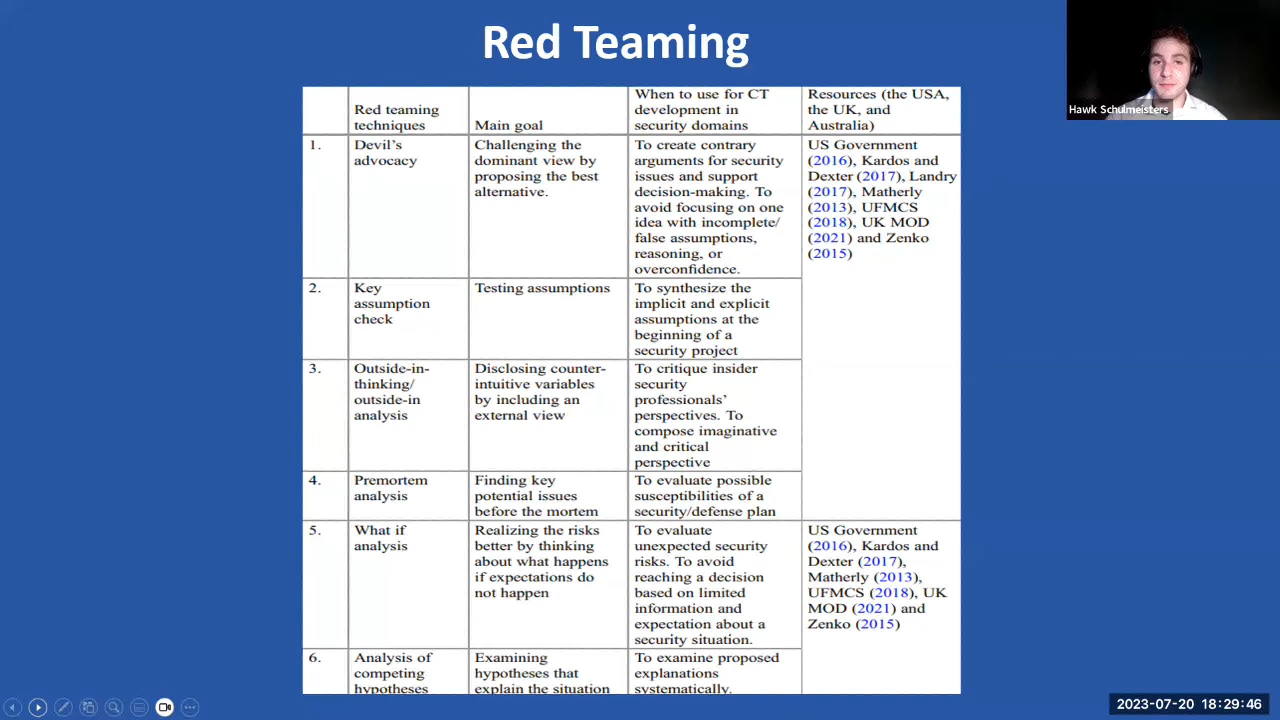 Red Teaming
Hawk Schulmeisters
Red teaming
techniques
Main goal
When to use for CT
development in
security domains
Resources (the USA,
the UK, and
Australia)
1.
Devil's
advocacy
Challenging the
dominant view by
proposing the best
alternative.
To create contrary
arguments for security
issues and support
decision-making. To
avoid focusing on one
idea with incomplete/
false assumptions,
reasoning, or
overconfidence.
US Government
(2016), Kardos and
Dexter (2017), Landry
(2017), Matherly
(2013), UFMCS
(2018), UK MOD
(2021) and Zenko
(2015)
2.
Key
assumption
check
Testing assumptions
To synthesize the
implicit and explicit
assumptions at the
beginning of a
security project
3.
Outside-in-
thinking/
outside-in
analysis
Disclosing counter-
intuitive variables
by including an
external view
To critique insider
security
professionals'
perspectives. To
compose imaginative
and critical
perspective
4.
Premortem
analysis
Finding key
potential issues
before the mortem
To evaluate possible
susceptibilities of a
security/defense plan
5.
What if
analysis
Realizing the risks
better by thinking
about what happens
if expectations do
not happen
To evaluate
unexpected security
risks. To avoid
reaching a decision
based on limited
information and
expectation about a
security situation.
US Government
(2016), Kardos and
Dexter (2017),
Matherly (2013),
UFMCS (2018), UK
MOD (2021) and
Zenko (2015)
6.
Analysis of
competing
hypotheses
Examining
hypotheses that
explain the situation
To examine proposed
explanations
systematically.
2023-07-20 18:29:46